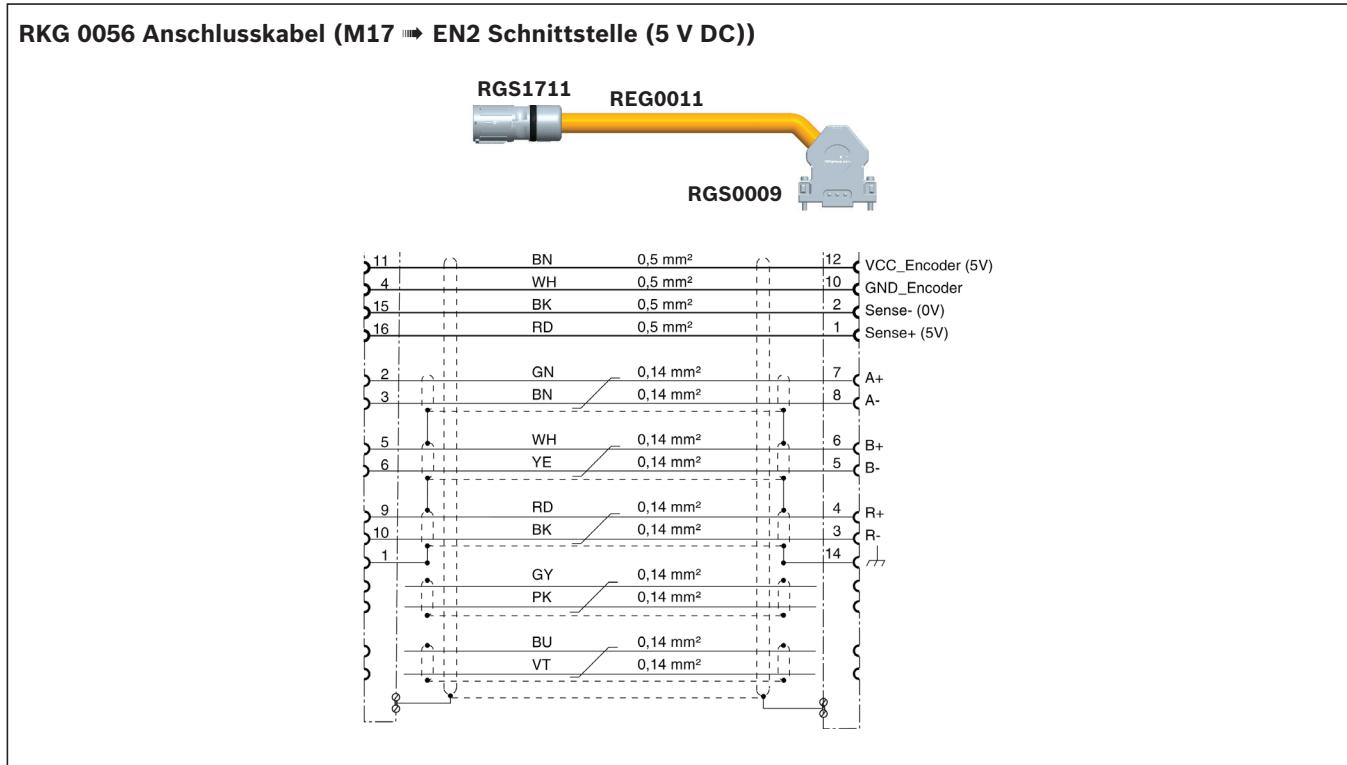 RKG 0056 Anschlusskabel (M17 ➠ EN2 Schnittstelle (5 V DC))
RGS1711
REG0011
RGS0009
11 BN 0,5 mm² 12 VCC_Encoder (5V)
4 WH 0,5 mm² 10 GND_Encoder
15 BK 0,5 mm² 2 Sense- (0V)
16 RD 0,5 mm² 1 Sense+ (5V)
2 GN 0,14 mm² 7 A+
3 BN 0,14 mm² 8 A-
5 WH 0,14 mm² 6 B+
6 YE 0,14 mm² 5 B-
9 RD 0,14 mm² 4 R+
10 BK 0,14 mm² 3 R-
1 14
GY 0,14 mm²
PK 0,14 mm²
BU 0,14 mm²
VT 0,14 mm²